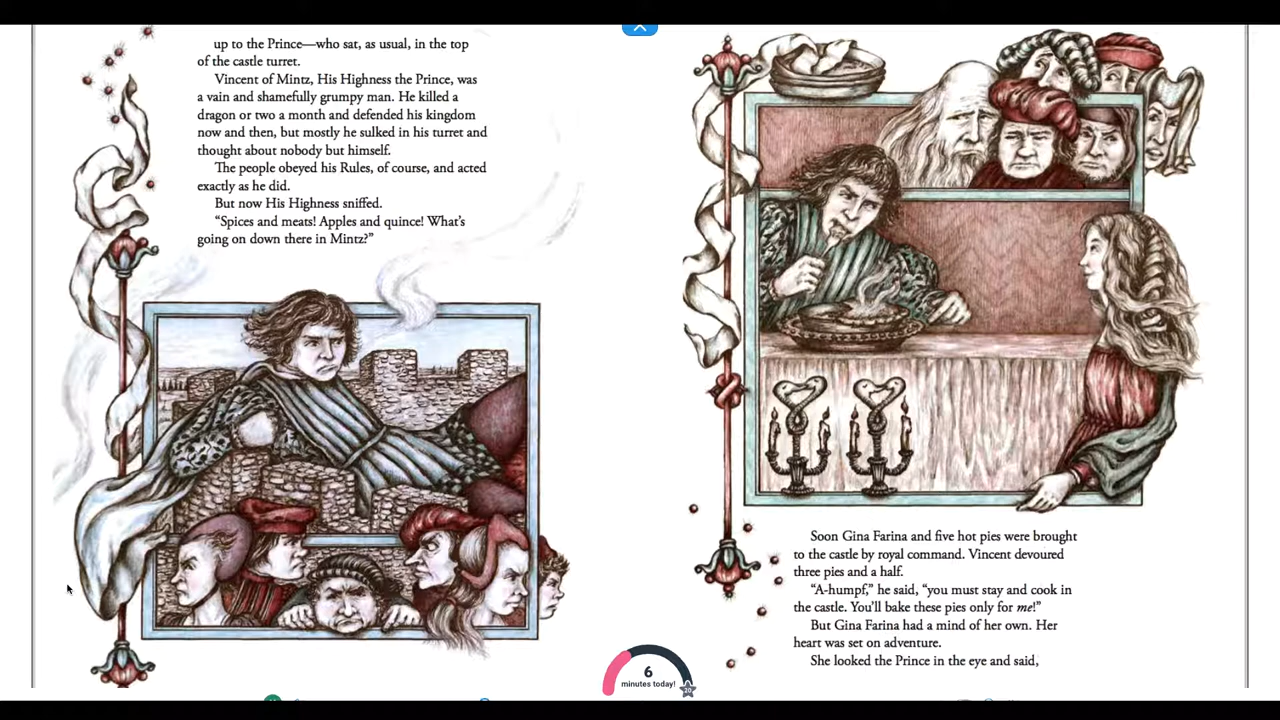 up to the Prince—who sat, as usual, in the top
of the castle turret.
Vincent of Mintz, His Highness the Prince, was
a vain and shamefully grumpy man. He killed a
dragon or two a month and defended his kingdom
now and then, but mostly he sulked in his turret and
thought about nobody but himself.
The people obeyed his Rules, of course, and acted
exactly as he did.
But now His Highness sniffed.
“Spices and meats! Apples and quince! What’s
going on down there in Mintz?”
Soon Gina Farina and five hot pies were brought
to the castle by royal command. Vincent devoured
three pies and a half.
“A-humpf,” he said, “you must stay and cook in
the castle. You’ll bake these pies only for me!”
But Gina Farina had a mind of her own. Her
heart was set on adventure.
She looked the Prince in the eye and said,
6
minutes today!